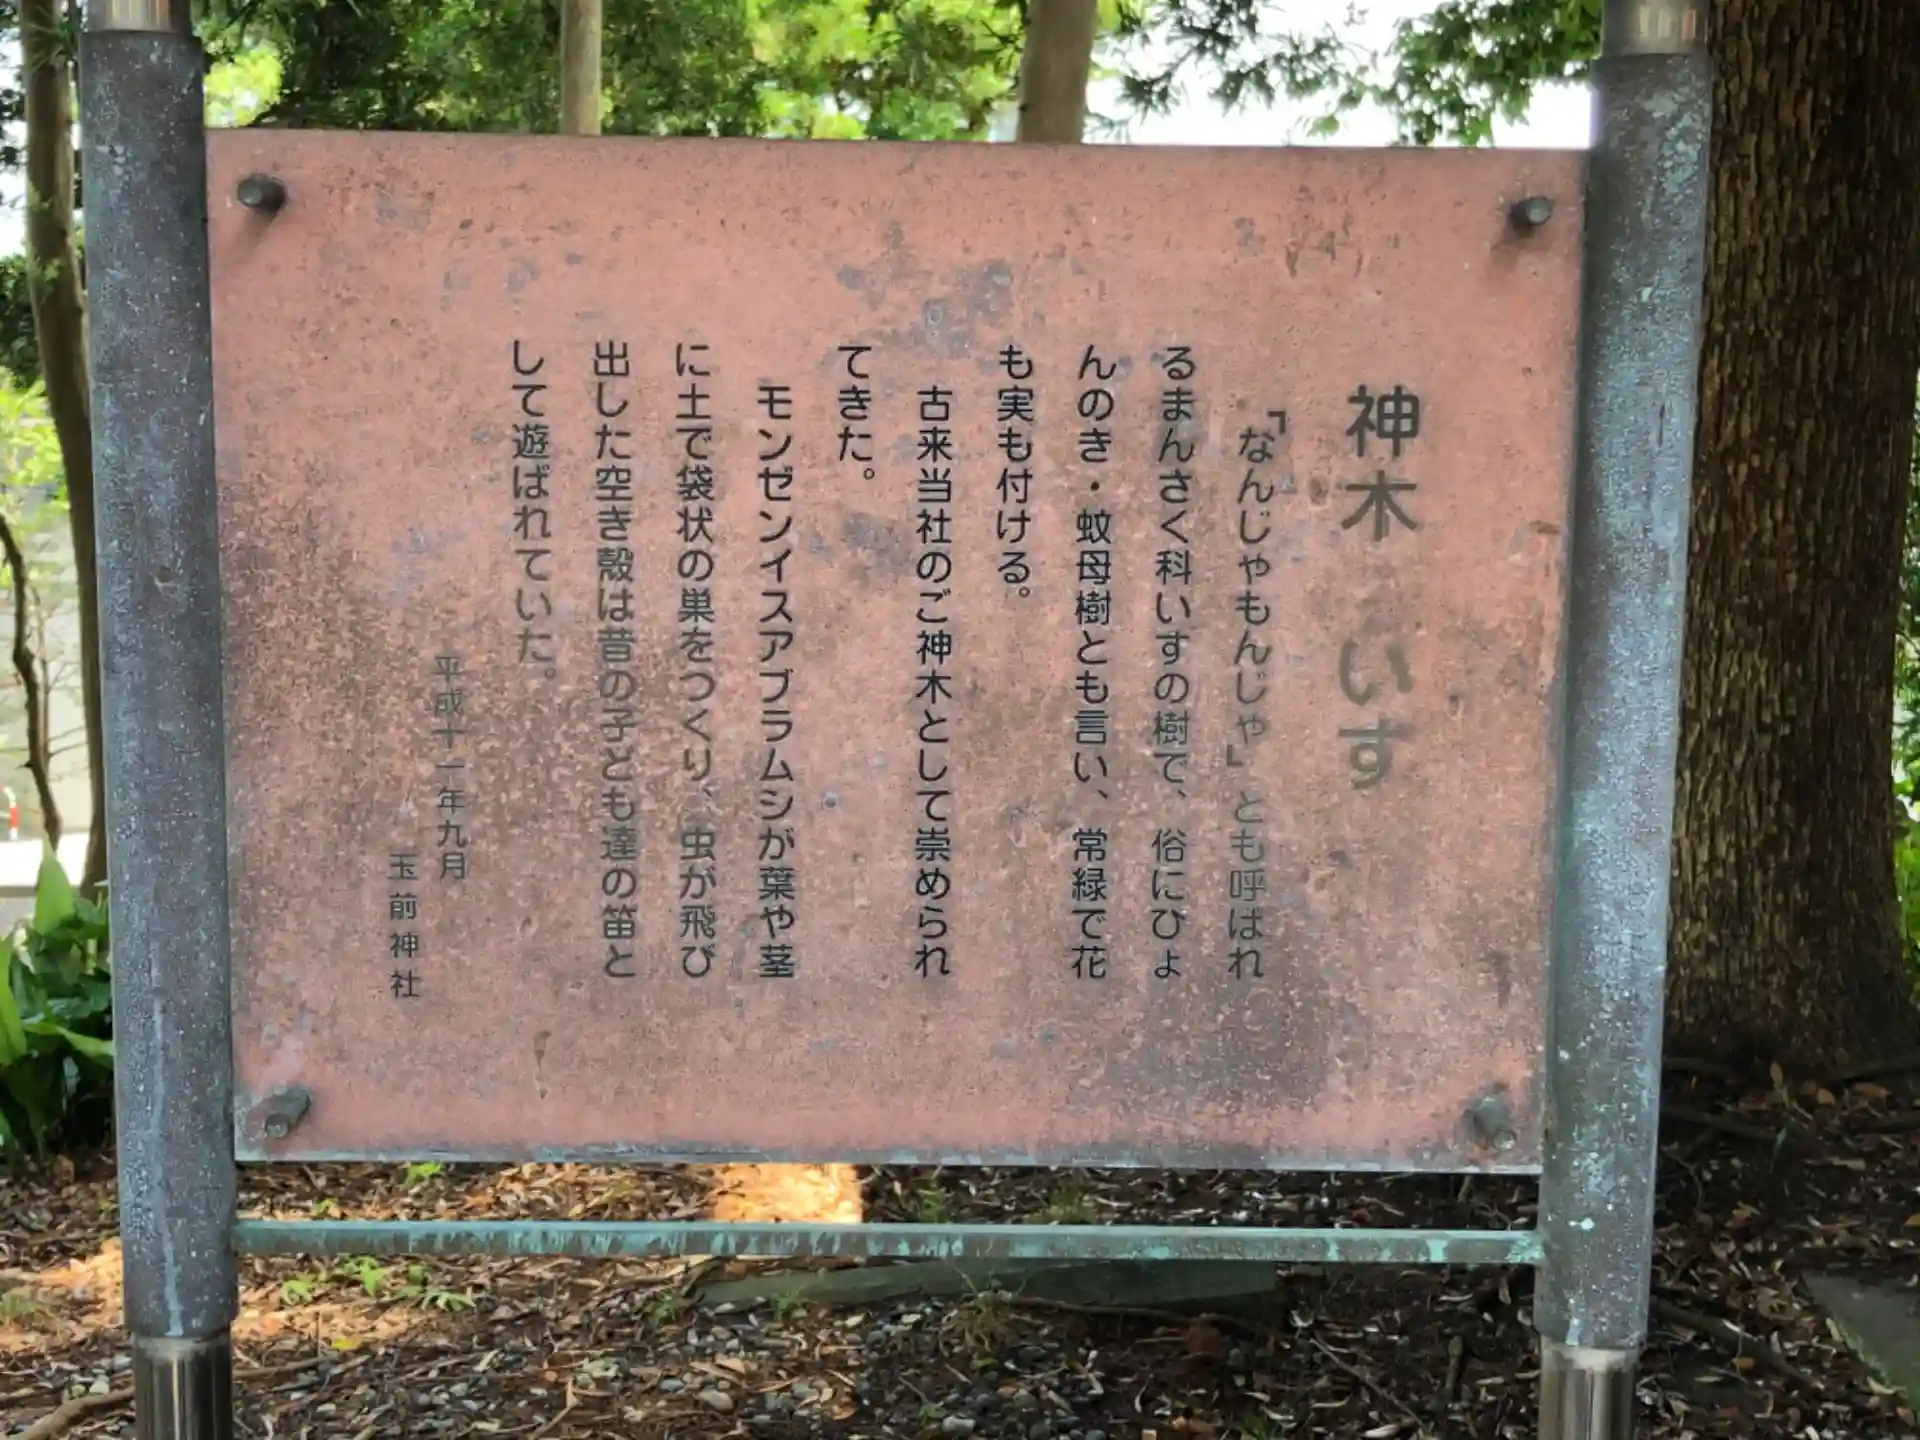 神木 いす
「なんじゃもんじゃ」とも呼ばれ
るまんさく科いすの樹で、俗にひょ
んのき・蚊母樹とも言い、常緑で花
も実も付ける。
古来当社のご神木として崇められ
てきた。
モンゼンイスアブラムシが葉や茎
に土で袋状の巣をつくり、虫が飛び
出した空き殻は昔の子ども達の笛と
して遊ばれていた。
平成十一年九月
玉前神社